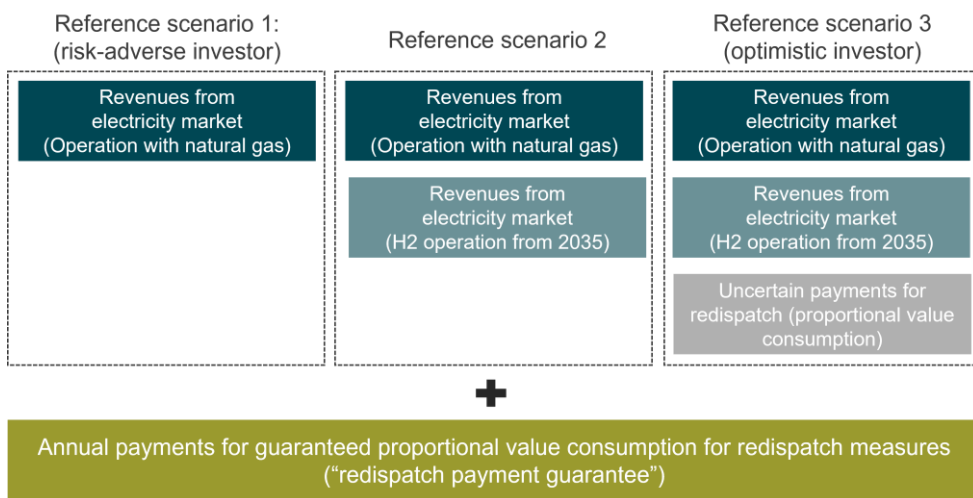 Reference scenario 1:
(risk-adverse investor)
Reference scenario 2
Reference scenario 3
(optimistic investor)
Revenues from
electricity market
(Operation with natural gas)
Revenues from
electricity market
(Operation with natural gas)
Revenues from
electricity market
(H2 operation from 2035)
Revenues from
electricity market
(Operation with natural gas)
Revenues from
electricity market
(H2 operation from 2035)
Uncertain payments for
redispatch (proportional value
consumption)
+
Annual payments for guaranteed proportional value consumption for redispatch measures
(“redispatch payment guarantee”)